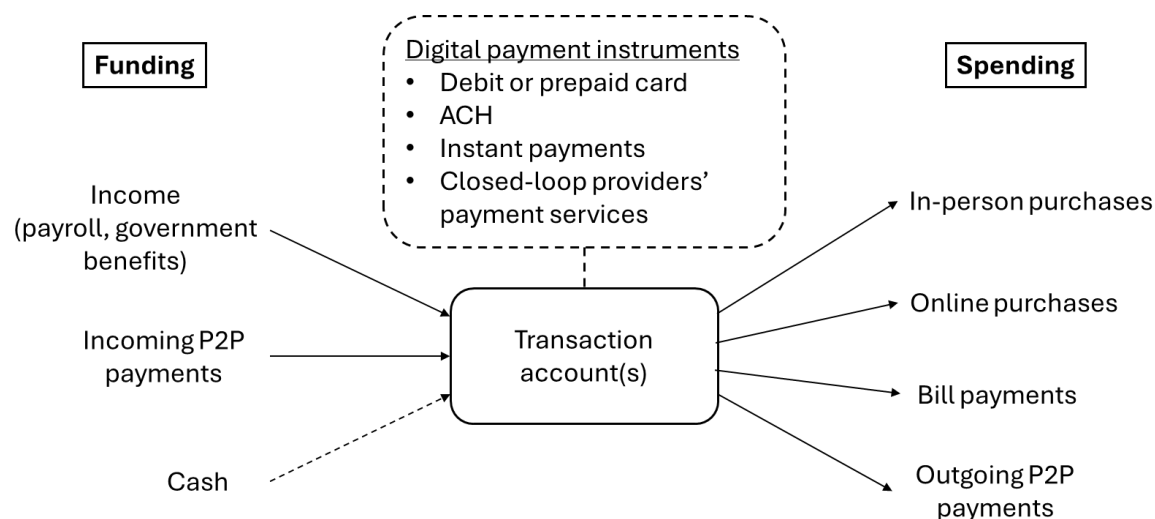 Funding
Digital payment instruments
• Debit or prepaid card
• ACH
• Instant payments
• Closed-loop providers’
payment services
Spending
Income
(payroll, government
benefits)
Incoming P2P
payments
Cash
Transaction
account(s)
In-person purchases
Online purchases
Bill payments
Outgoing P2P
payments